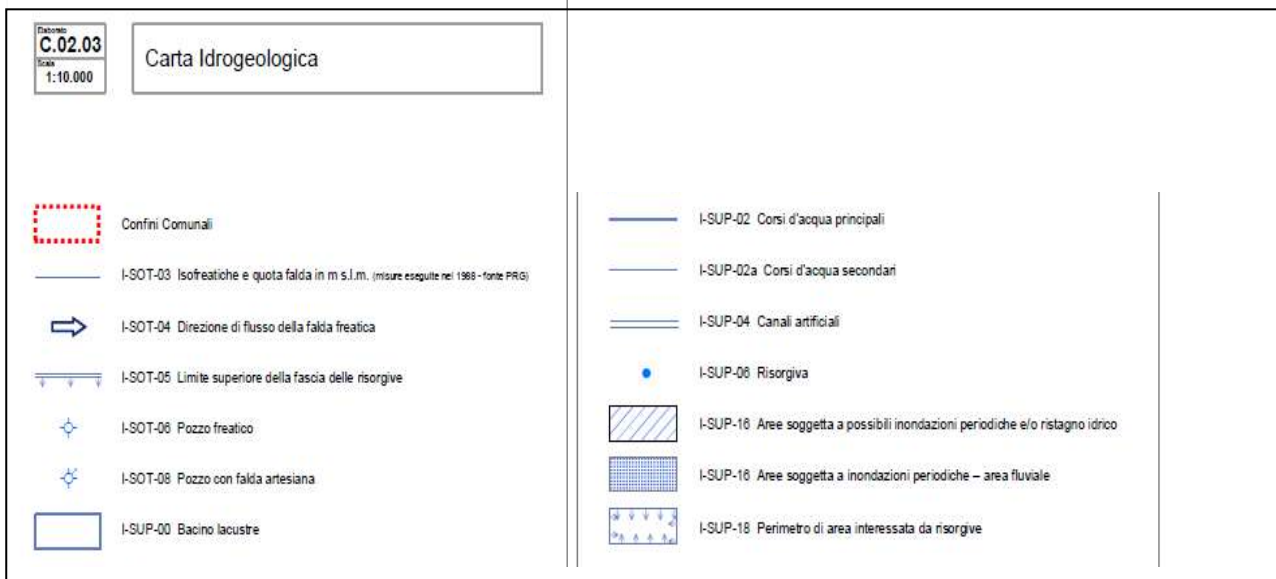 Elaborato
C.02.03
Scala
1:10.000
Carta Idrogeologica
Confini Comunali
I-SOT-03 Isofreatiche e quota falda in m s.l.m. (misure eseguite nel 1988 - fonte PRG)
I-SOT-04 Direzione di flusso della falda freatica
I-SOT-05 Limite superiore della fascia delle risorgive
I-SOT-06 Pozzo freatico
I-SOT-08 Pozzo con falda artesiana
I-SUP-00 Bacino lacustre
I-SUP-02 Corsi d'acqua principali
I-SUP-02a Corsi d'acqua secondari
I-SUP-04 Canali artificiali
I-SUP-06 Risorgiva
I-SUP-16 Aree soggetta a possibili inondazioni periodiche e/o ristagno idrico
I-SUP-16 Aree soggetta a inondazioni periodiche – area fluviale
I-SUP-18 Perimetro di area interessata da risorgive